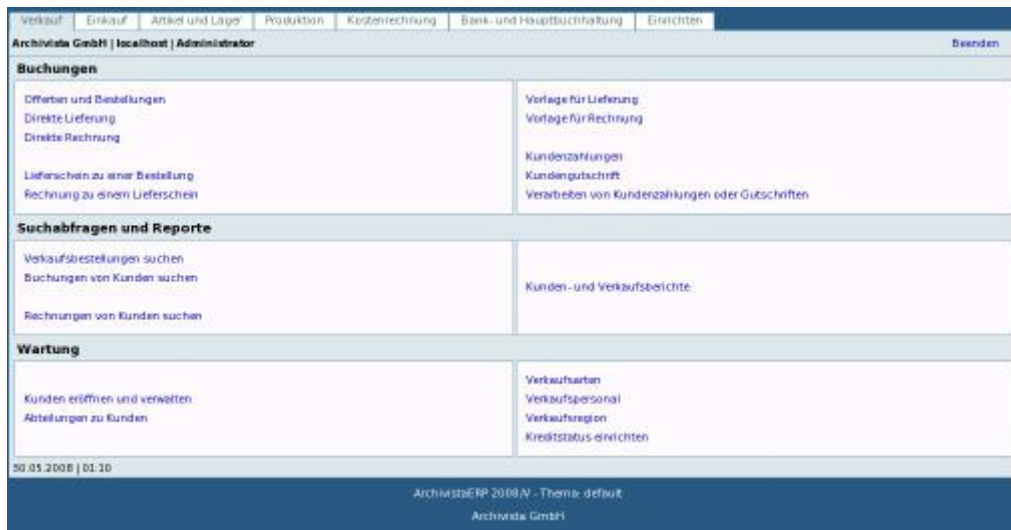 Verkauf Einkauf Artikel und Lager Produktion Kostenrechnung Bank- und Hauptbuchhaltung Einrichten
Archivista GmbH | localhost | Administrator Beenden
Buchungen
Offerten und Bestellungen
Direkte Lieferung
Direkte Rechnung
Lieferschein zu einer Bestellung
Rechnung zu einem Lieferschein
Vorlage für Lieferung
Vorlage für Rechnung
Kundenzahlungen
Kundengutschrift
Verarbeiten von Kundenzahlungen oder Gutschriften
Suchabfragen und Reporte
Verkaufsbestellungen suchen
Buchungen von Kunden suchen
Rechnungen von Kunden suchen
Kunden- und Verkaufsberichte
Wartung
Kunden eröffnen und verwalten
Abteilungen zu Kunden
Verkaufsarten
Verkaufspersonal
Verkaufsregion
Kreditstatus einrichten
30.05.2008 | 01:10
ArchivistaERP 2008/V - Thema: default
Archivista GmbH